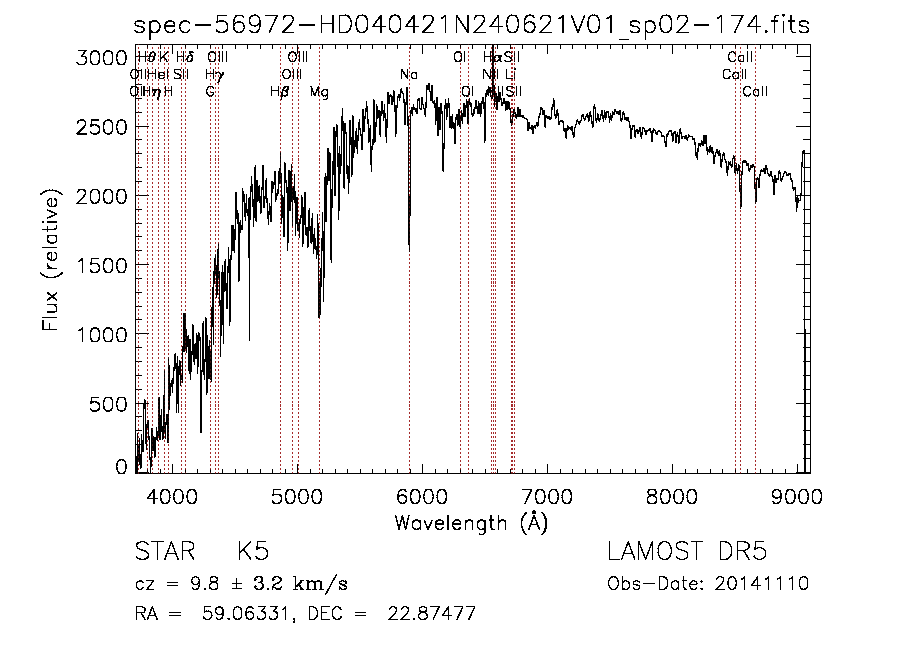 spec-56972-HD040421N240621V01_sp02-174.fits
3000
2500
2000
1500
1000
500
0
Flux (relative)
Hθ K Hδ OIII OIII OI Hα SII CaII
OII HeI SII Hγ OIII Na NII Li CaII
OII Hη H G Hβ Mg OI NII SII CaII
4000 5000 6000 7000 8000 9000
Wavelength (Å)
STAR K5 LAMOST DR5
cz = 9.8 ± 3.2 km/s Obs-Date: 20141110
RA = 59.06331, DEC = 22.87477